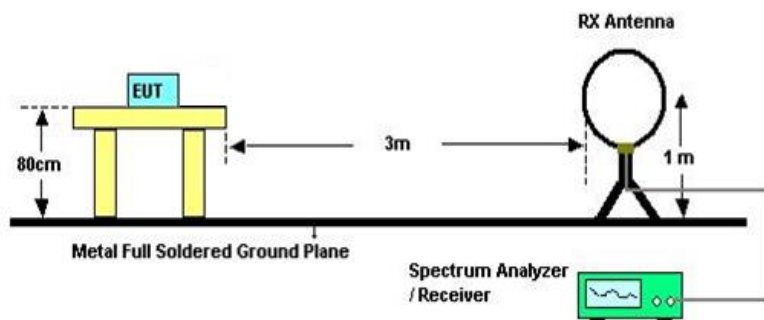 RX Antenna
EUT
3m
80cm
1 m
Metal Full Soldered Ground Plane
Spectrum Analyzer
/ Receiver